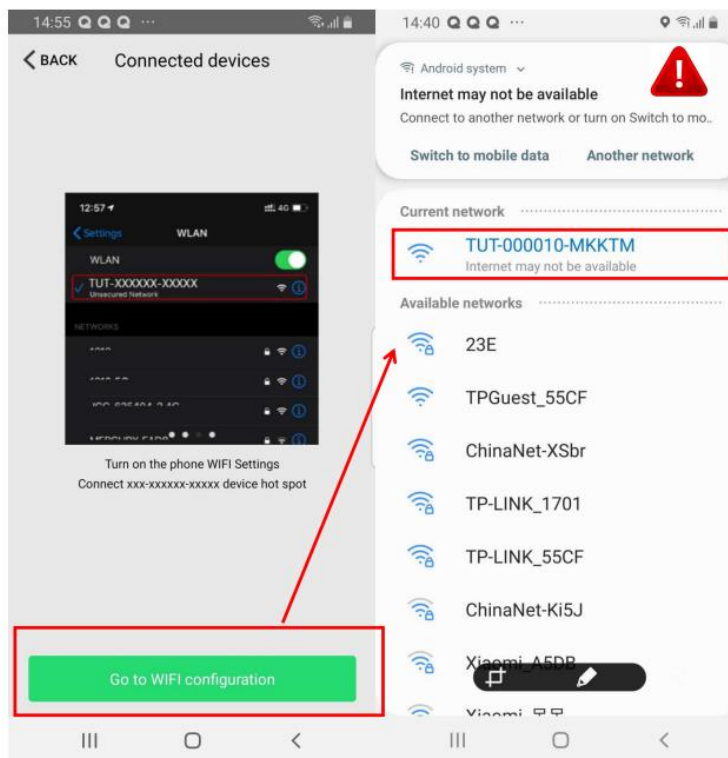 14:55
BACK
Connected devices
12:57
4G
Settings
WLAN
WLAN
TUT-XXXXXX-XXXXX
Unsecured Network
NETWORKS
Turn on the phone WIFI Settings
Connect xxx-xxxxxx-xxxxx device hot spot
Go to WIFI configuration
14:40
Android system
Internet may not be available
Connect to another network or turn on Switch to mo..
Switch to mobile data
Another network
Current network
TUT-000010-MKKTM
Internet may not be available
Available networks
23E
TPGuest_55CF
ChinaNet-XSbr
TP-LINK_1701
TP-LINK_55CF
ChinaNet-Ki5J
Xiaomi_A5DB
Xiaomi